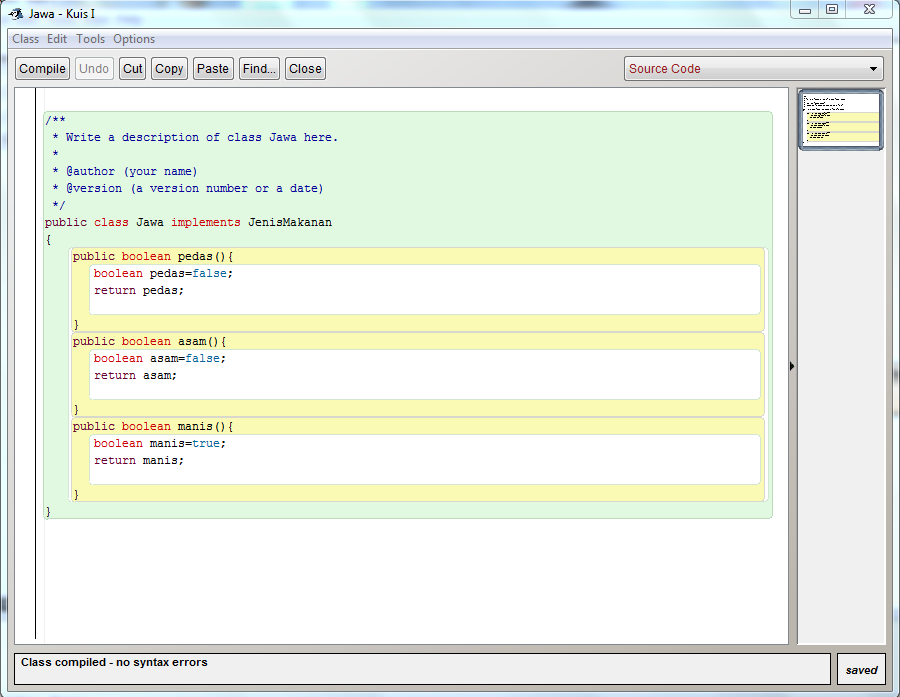 Jawa - Kuis I
Class Edit Tools Options
Compile Undo Cut Copy Paste Find... Close Source Code
/**
 * Write a description of class Jawa here.
 *
 * @author (your name)
 * @version (a version number or a date)
 */
public class Jawa implements JenisMakanan
{
    public boolean pedas(){
       boolean pedas=false;
       return pedas;
    }
    public boolean asam(){
       boolean asam=false;
       return asam;
    }
    public boolean manis(){
       boolean manis=true;
       return manis;
    }
}
Class compiled - no syntax errors
saved